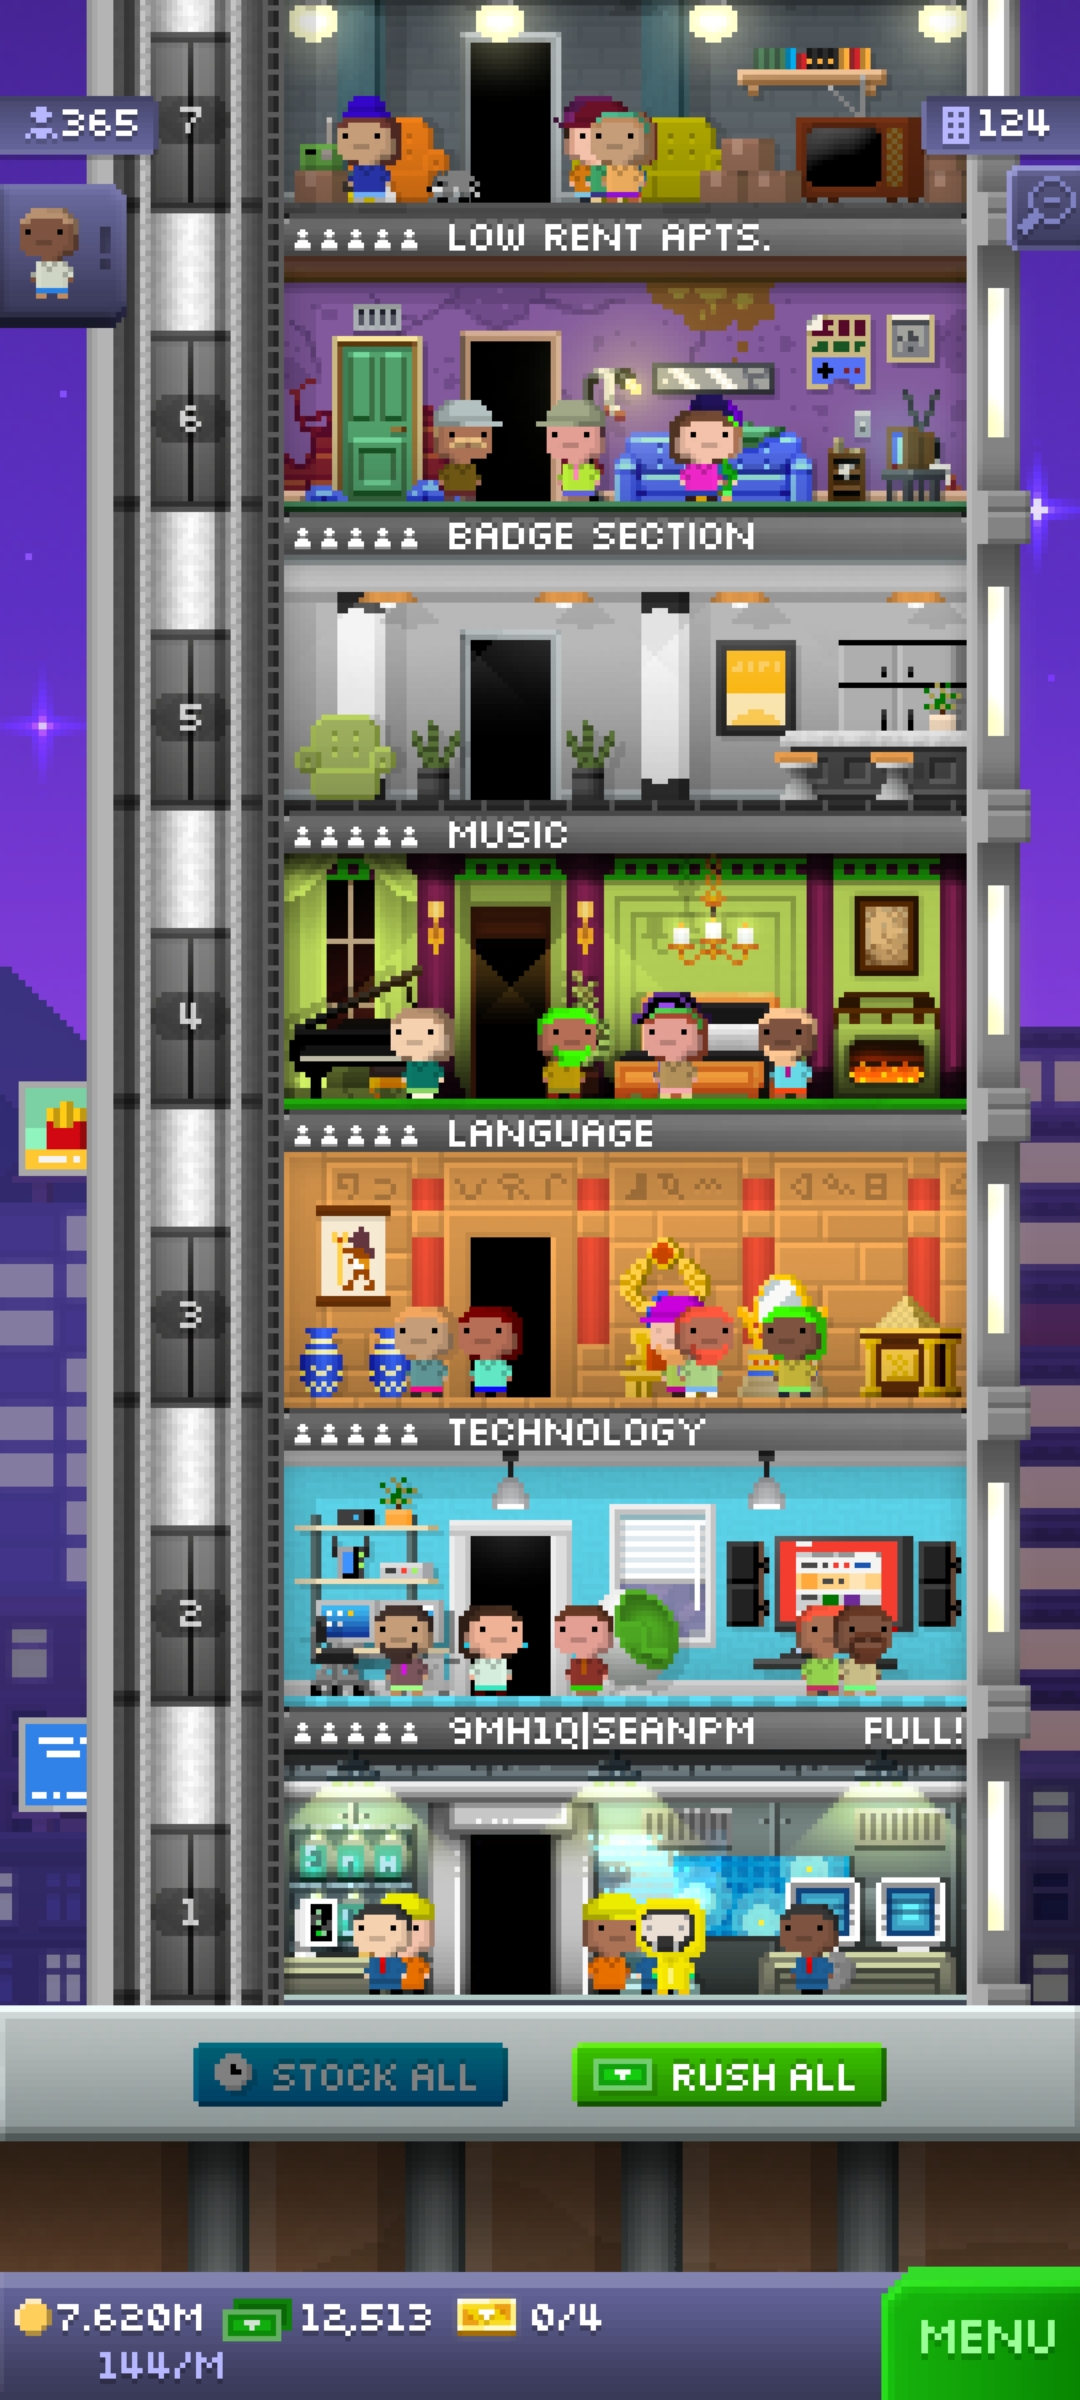 365
7
124
LOW RENT APTS.
6
BADGE SECTION
5
MUSIC
4
LANGUAGE
3
TECHNOLOGY
2
9MH1Q|SEANPM FULL!
1
STOCK ALL
RUSH ALL
7.620M 12,513 0/4
144/M
MENU